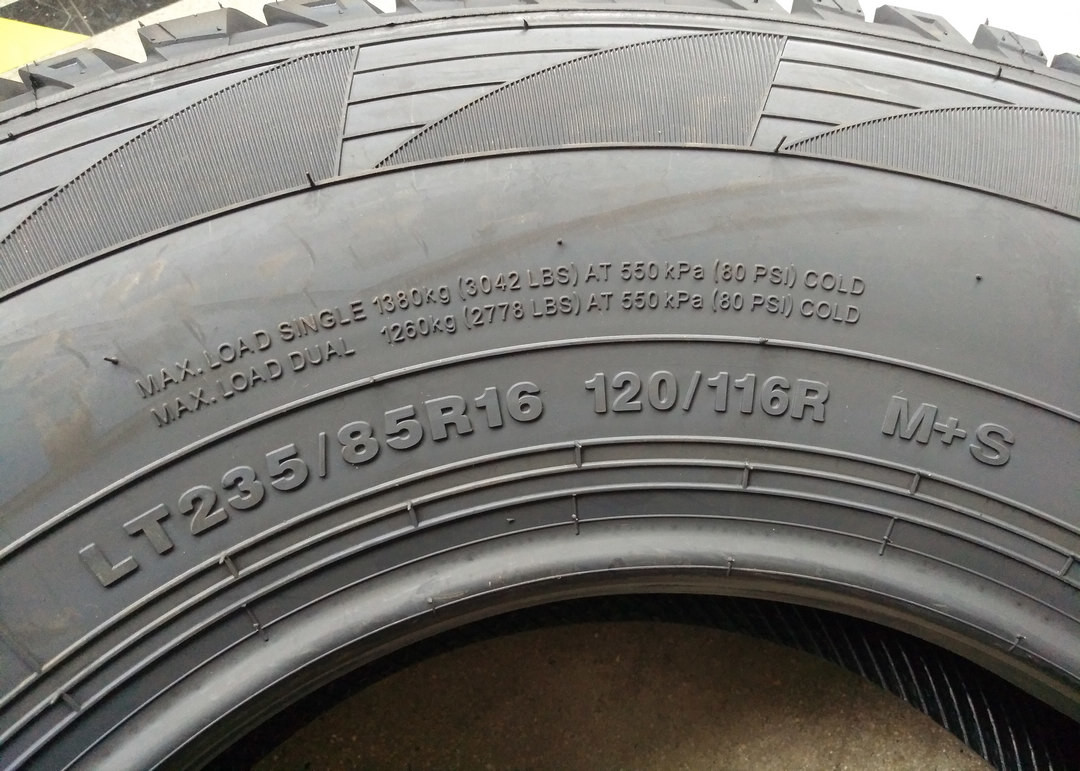 MAX. LOAD SINGLE 1380kg (3042 LBS) AT 550 kPa (80 PSI) COLD
MAX. LOAD DUAL 1260kg (2778 LBS) AT 550 kPa (80 PSI) COLD
LT235/85R16 120/116R M+S